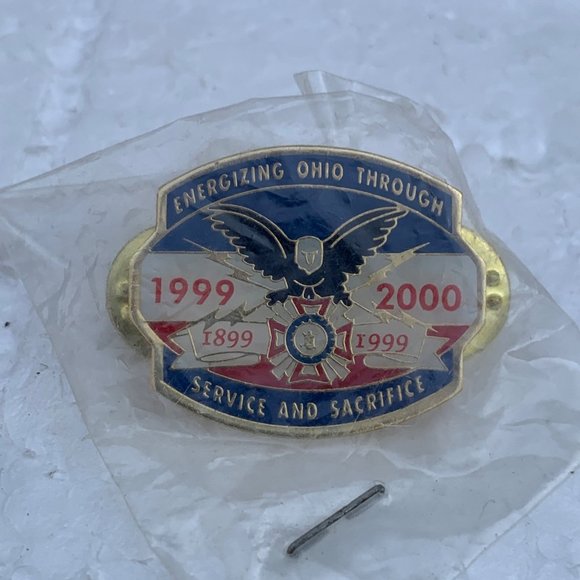 ENERGIZING OHIO THROUGH
1999 2000
1899 1999
SERVICE AND SACRIFICE